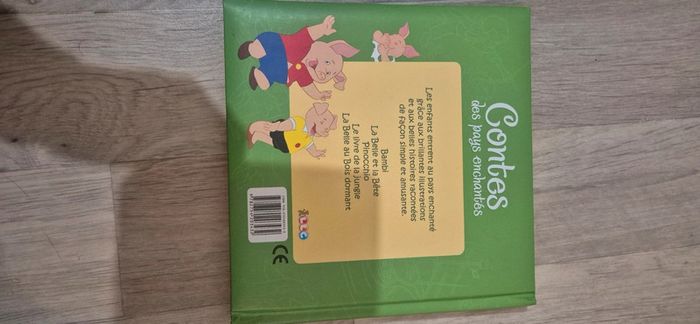 Contes
des pays enchantés
Les enfants entrent au pays enchanté
grâce aux brillantes illustrations
et aux belles histoires racontées
de façon simple et amusante.
Bambi
La Belle et la Bête
Pinocchio
Le livre de la jungle
La Belle au Bois dormant
LLC
CE